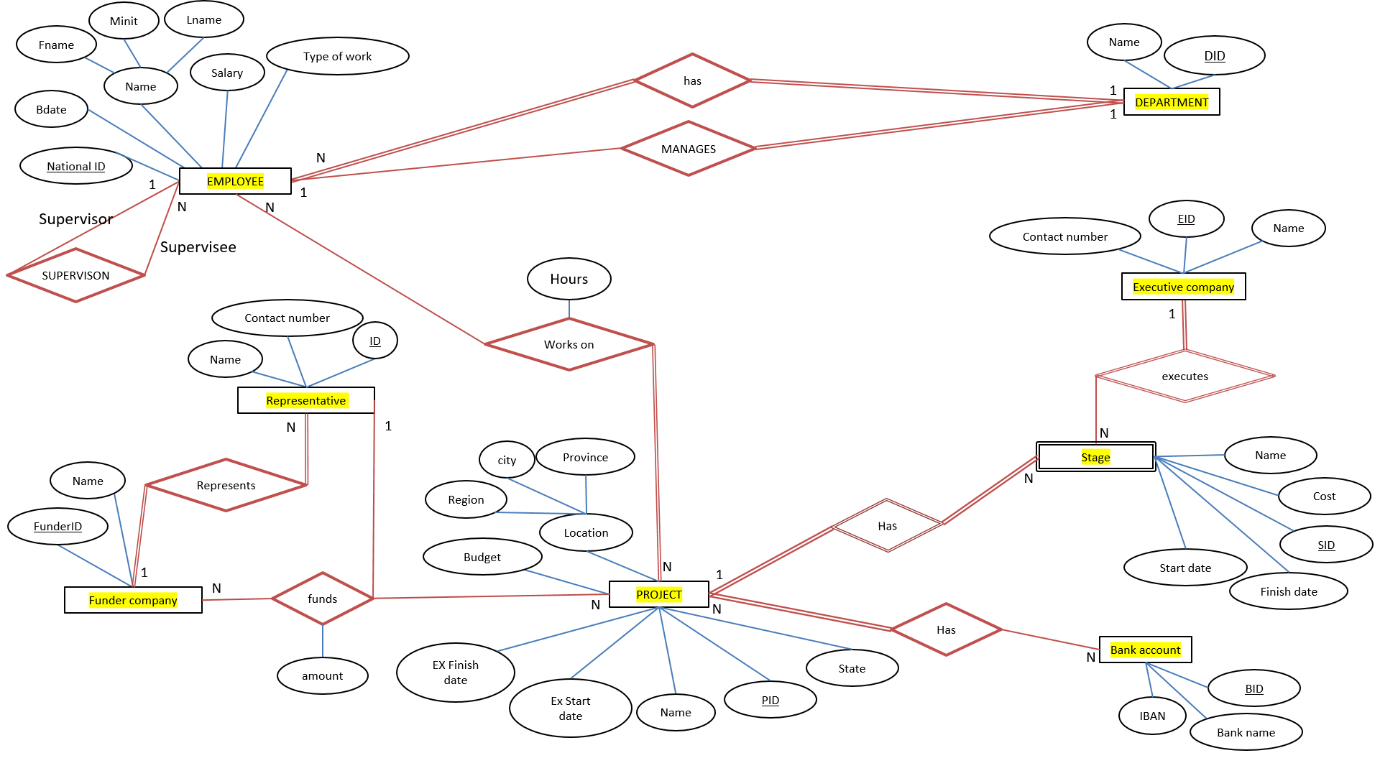 Minit
Lname
Fname
Name
Salary
Type of work
Bdate
National ID
EMPLOYEE
has
MANAGES
Name
DID
DEPARTMENT
N
1
1
1
1
N
N
Supervisor
Supervisee
SUPERVISON
Hours
Works on
Contact number
EID
Name
Executive company
1
executes
N
Stage
N
Name
Cost
SID
Start date
Finish date
Contact number
Name
ID
Representative
N
1
Represents
Name
FunderID
1
Funder company
N
funds
amount
city
Province
Region
Location
Budget
N
PROJECT
N
1
N
Has
Has
EX Finish
date
Ex Start
date
Name
PID
State
N
Bank account
IBAN
BID
Bank name